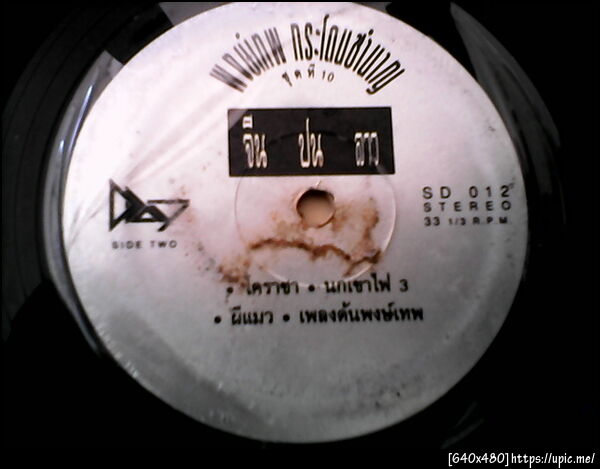 พงษ์เทพ กระโดนชำนาญ
ชุดที่ 10
จีน ปน ลาว
SIDE TWO
SD 012
STEREO
33 1/3 R.P.M.
• โคราชา • นกเขาไฟ 3
• ผีแมว • เพลงดันพงษ์เทพ
[640x480]https://upic.me/